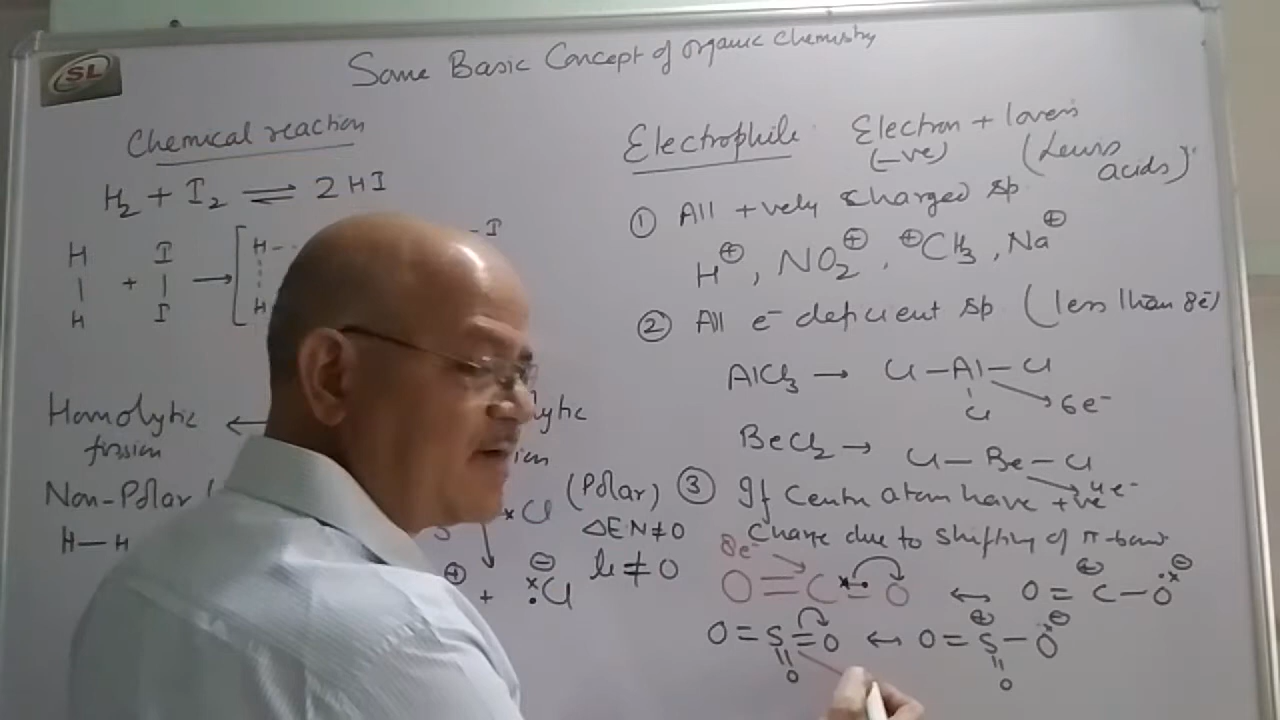 SL
Some Basic Concept of organic Chemistry
Chemical reaction
H₂ + I₂ ⇌ 2HI
H I
| + | → [ H--
H I H
-I
Homolytic ←
fission
Non-Polar
H—H
lytic
(Polar)
ΔEN≠0
×Cl
⊕ + ⊖
×̣Cl
μ≠0
Electrophile Electron + lovers
(-ve) (Lewis
acids)
① All +vely charged sp
H⊕, NO₂⊕, ⊕CH₃, Na⊕
② All e⁻ deficient sp (less than 8e⁻)
AlCl₃ → Cl—Al—Cl
Cl 6e⁻
BeCl₂ → Cl—Be—Cl
4e⁻
③ If Centre atom have +ve
Charge due to shifting of π-bond
8e⁻
O=C=O ↔ O=C⊕—O⊖
O=S=O ↔ O=S⊕—O⊖
|| ||
O O